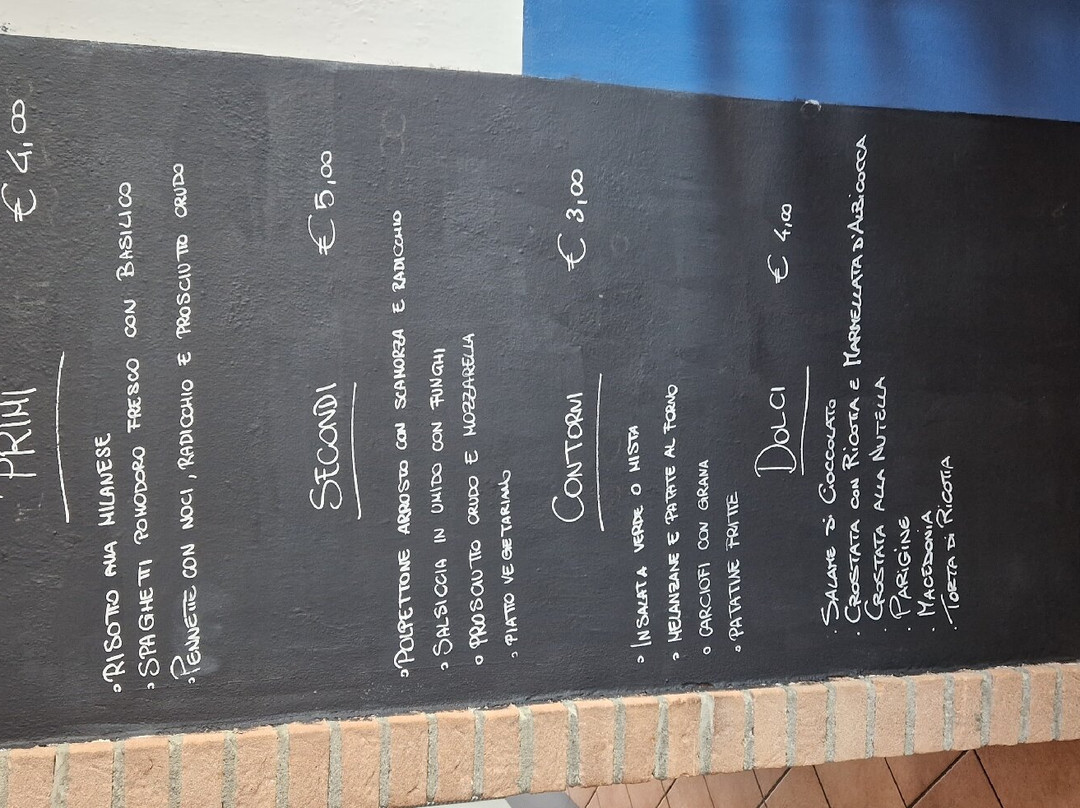 PRIMI € 4,00
RISOTTO ALLA MILANESE
SPAGHETTI POMODORO FRESCO CON BASILICO
PENNETTE CON NOCI, RADICCHIO E PROSCIUTTO CRUDO
SECONDI € 5,00
POLPETTONE ARROSTO CON SCAMORZA E RADICCHIO
SALSICCIA IN UMIDO CON FUNGHI
PROSCIUTTO CRUDO E MOZZARELLA
PIATTO VEGETARIANO
CONTORNI € 3,00
INSALATA VERDE O MISTA
MELANZANE E PATATE AL FORNO
CARCIOFI CON GRANA
PATATINE FRITTE
DOLCI € 4,00
SALAME DI CIOCCOLATO
CROSTATA CON RICOTTA E MARMELLATA D'ALBICOCCA
CROSTATA ALLA NUTELLA
PARIGINE
MACEDONIA
TORTA DI RICOTTA